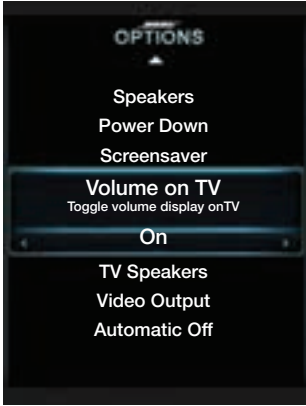 OPTIONS
Speakers
Power Down
Screensaver
Volume on TV
Toggle volume display onTV
On
TV Speakers
Video Output
Automatic Off